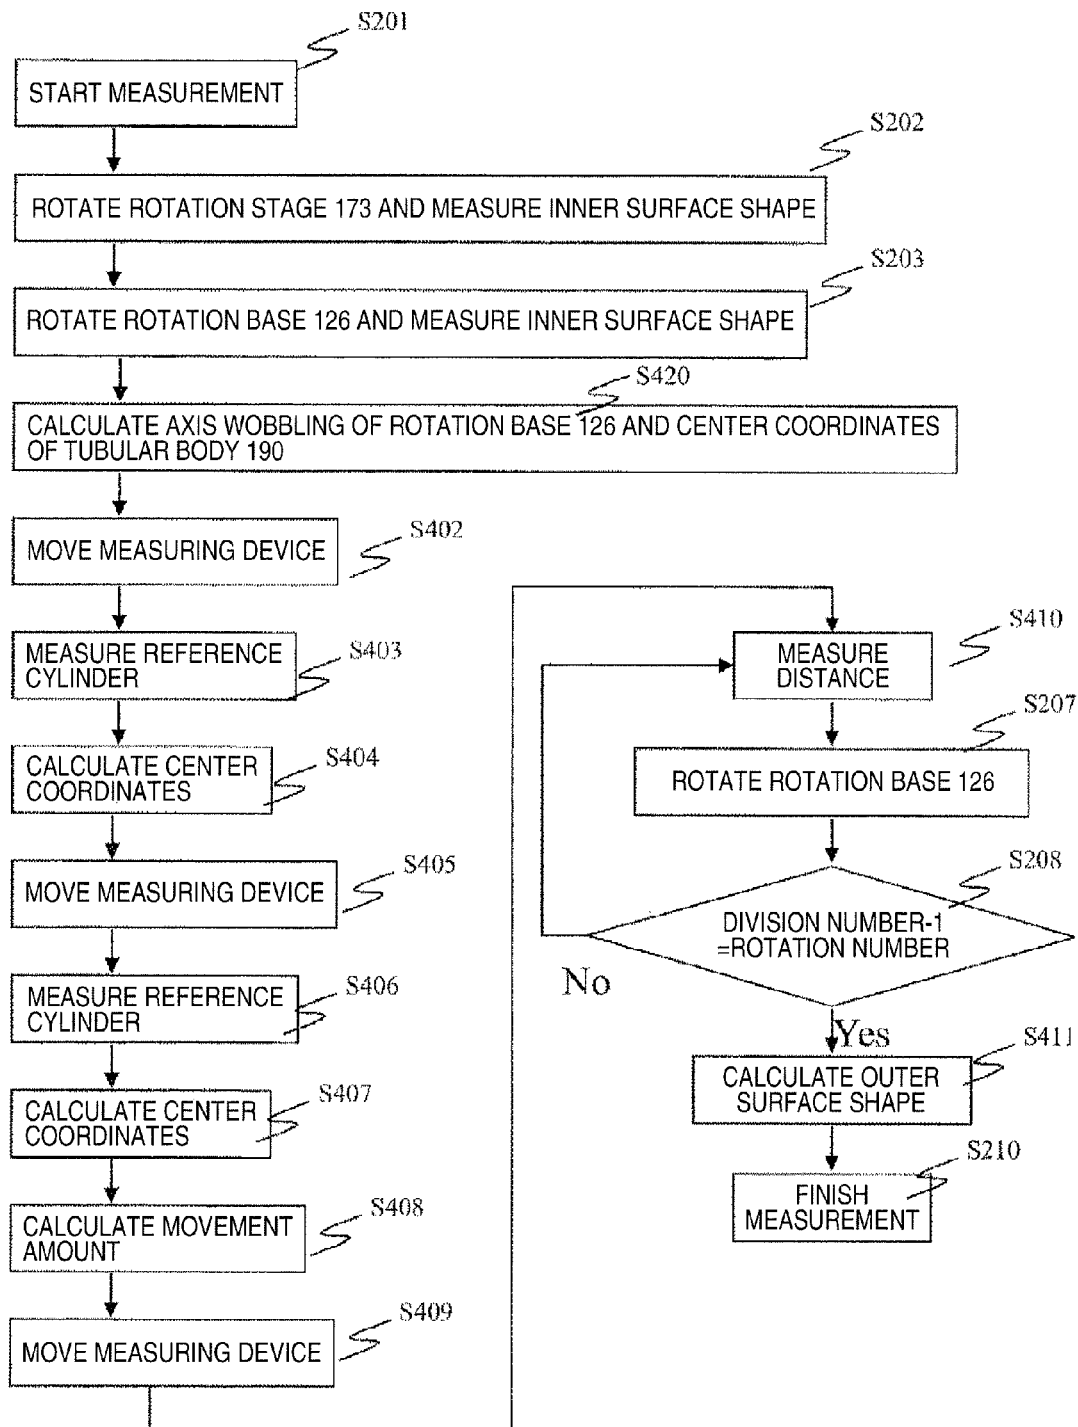 S201
START MEASUREMENT
S202
ROTATE ROTATION STAGE 173 AND MEASURE INNER SURFACE SHAPE
S203
ROTATE ROTATION BASE 126 AND MEASURE INNER SURFACE SHAPE
S420
CALCULATE AXIS WOBBLING OF ROTATION BASE 126 AND CENTER COORDINATES
OF TUBULAR BODY 190
S402
MOVE MEASURING DEVICE
S403
MEASURE REFERENCE
CYLINDER
S404
CALCULATE CENTER
COORDINATES
S405
MOVE MEASURING DEVICE
S406
MEASURE REFERENCE
CYLINDER
S407
CALCULATE CENTER
COORDINATES
S408
CALCULATE MOVEMENT
AMOUNT
S409
MOVE MEASURING DEVICE
S410
MEASURE
DISTANCE
S207
ROTATE ROTATION BASE 126
S208
DIVISION NUMBER-1
=ROTATION NUMBER
No
Yes
S411
CALCULATE OUTER
SURFACE SHAPE
S210
FINISH
MEASUREMENT